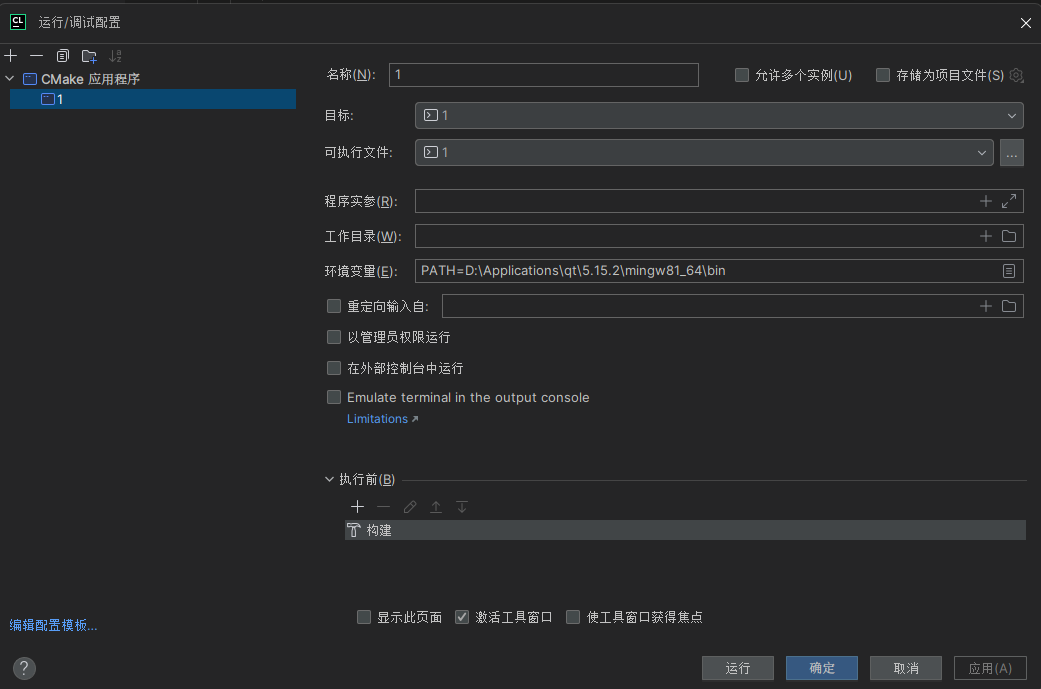 CL 运行/调试配置
CMake 应用程序
1
名称(N): 1 允许多个实例(U) 存储为项目文件(S)
目标: 1
可执行文件: 1 ...
程序实参(R):
工作目录(W):
环境变量(E): PATH=D:\Applications\qt\5.15.2\mingw81_64\bin
重定向输入自:
以管理员权限运行
在外部控制台中运行
Emulate terminal in the output console
Limitations
执行前(B)
构建
显示此页面 激活工具窗口 使工具窗口获得焦点
编辑配置模板...
? 运行 确定 取消 应用(A)